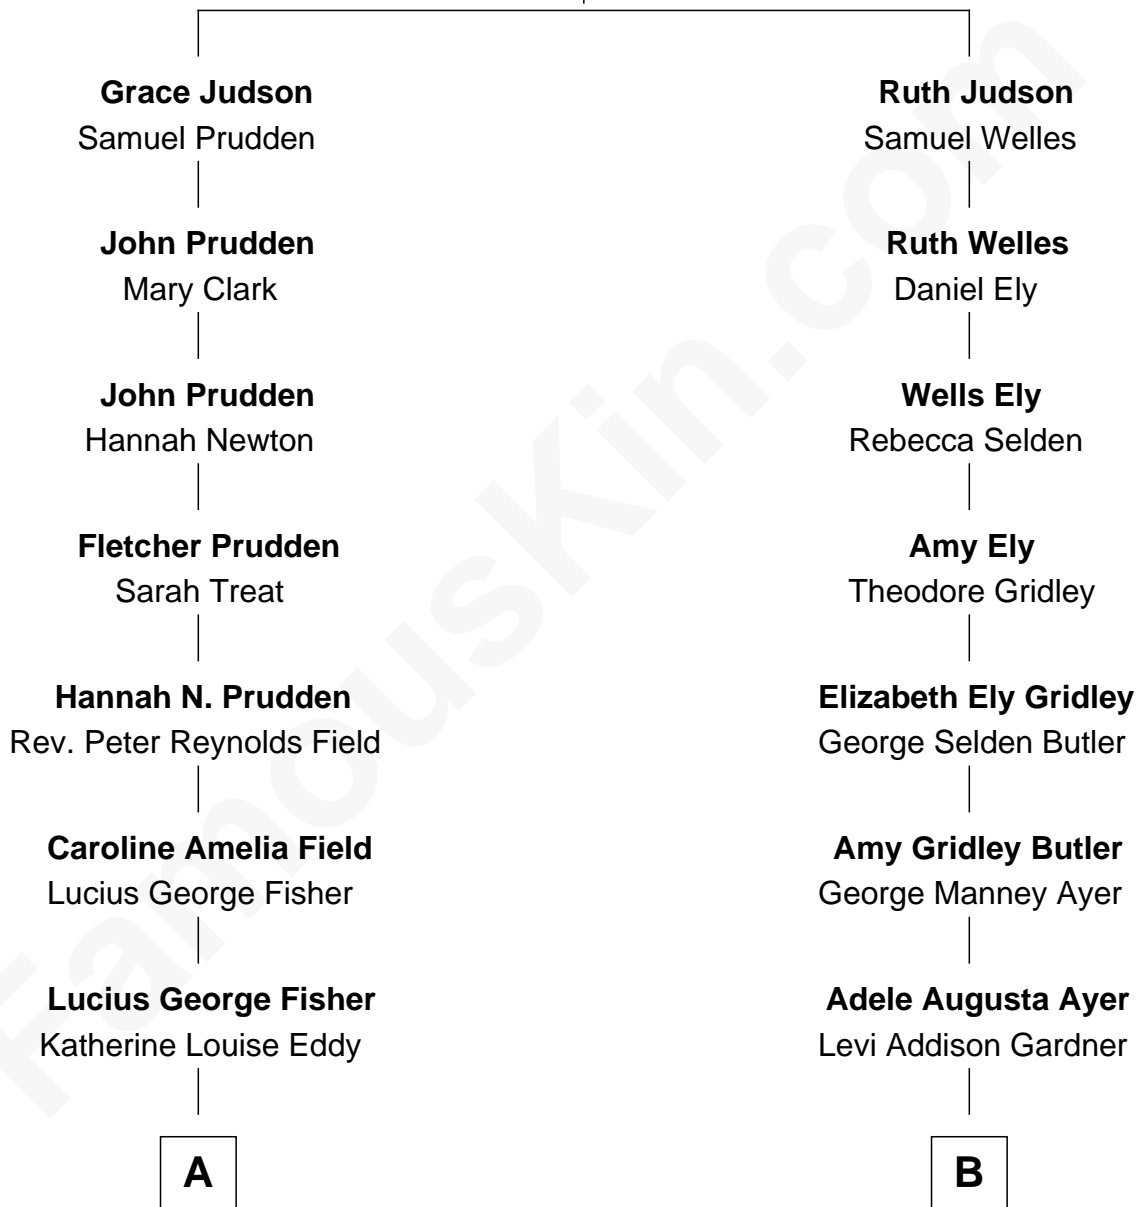 Grace Judson
Samuel Prudden
John Prudden
Mary Clark
John Prudden
Hannah Newton
Fletcher Prudden
Sarah Treat
Hannah N. Prudden
Rev. Peter Reynolds Field
Caroline Amelia Field
Lucius George Fisher
Lucius George Fisher
Katherine Louise Eddy
A
Ruth Judson
Samuel Welles
Ruth Welles
Daniel Ely
Wells Ely
Rebecca Selden
Amy Ely
Theodore Gridley
Elizabeth Ely Gridley
George Selden Butler
Amy Gridley Butler
George Manney Ayer
Adele Augusta Ayer
Levi Addison Gardner
B
FamousKin.com